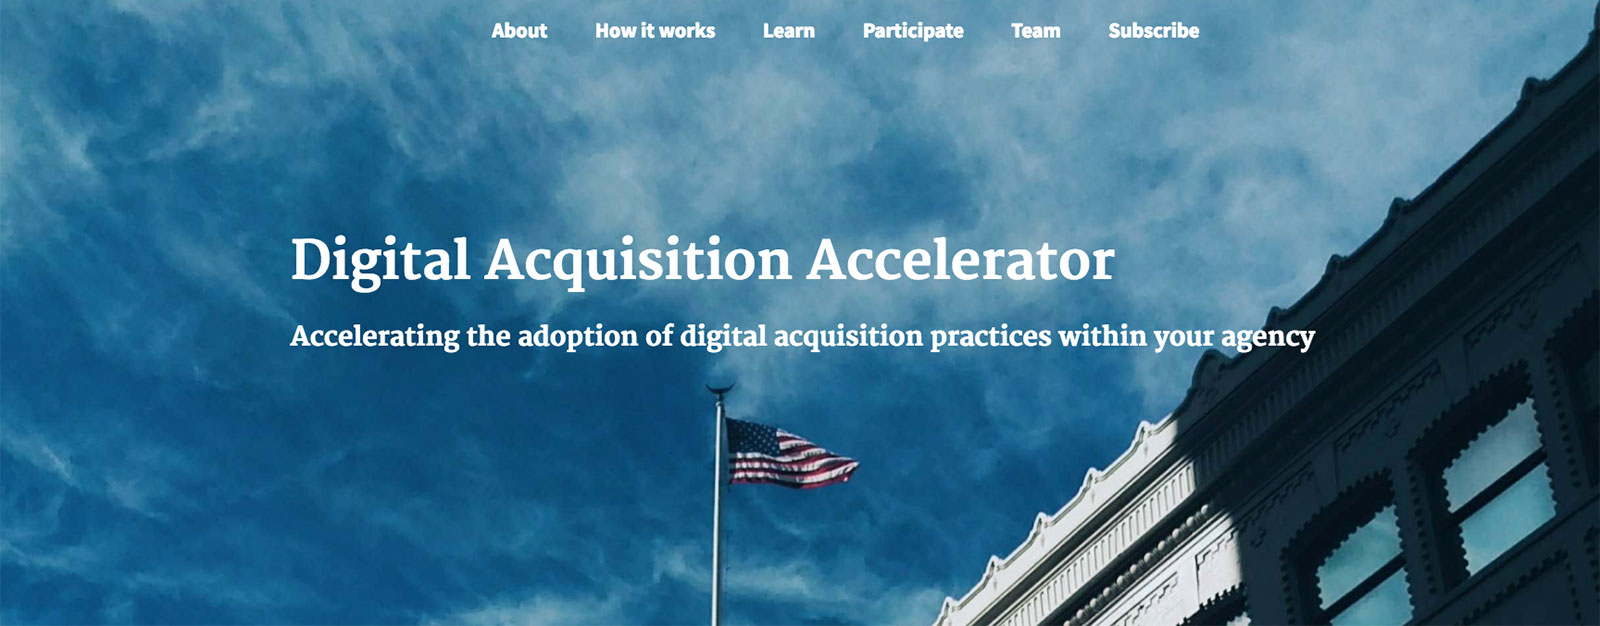 About How it works Learn Participate Team Subscribe
Digital Acquisition Accelerator
Accelerating the adoption of digital acquisition practices within your agency